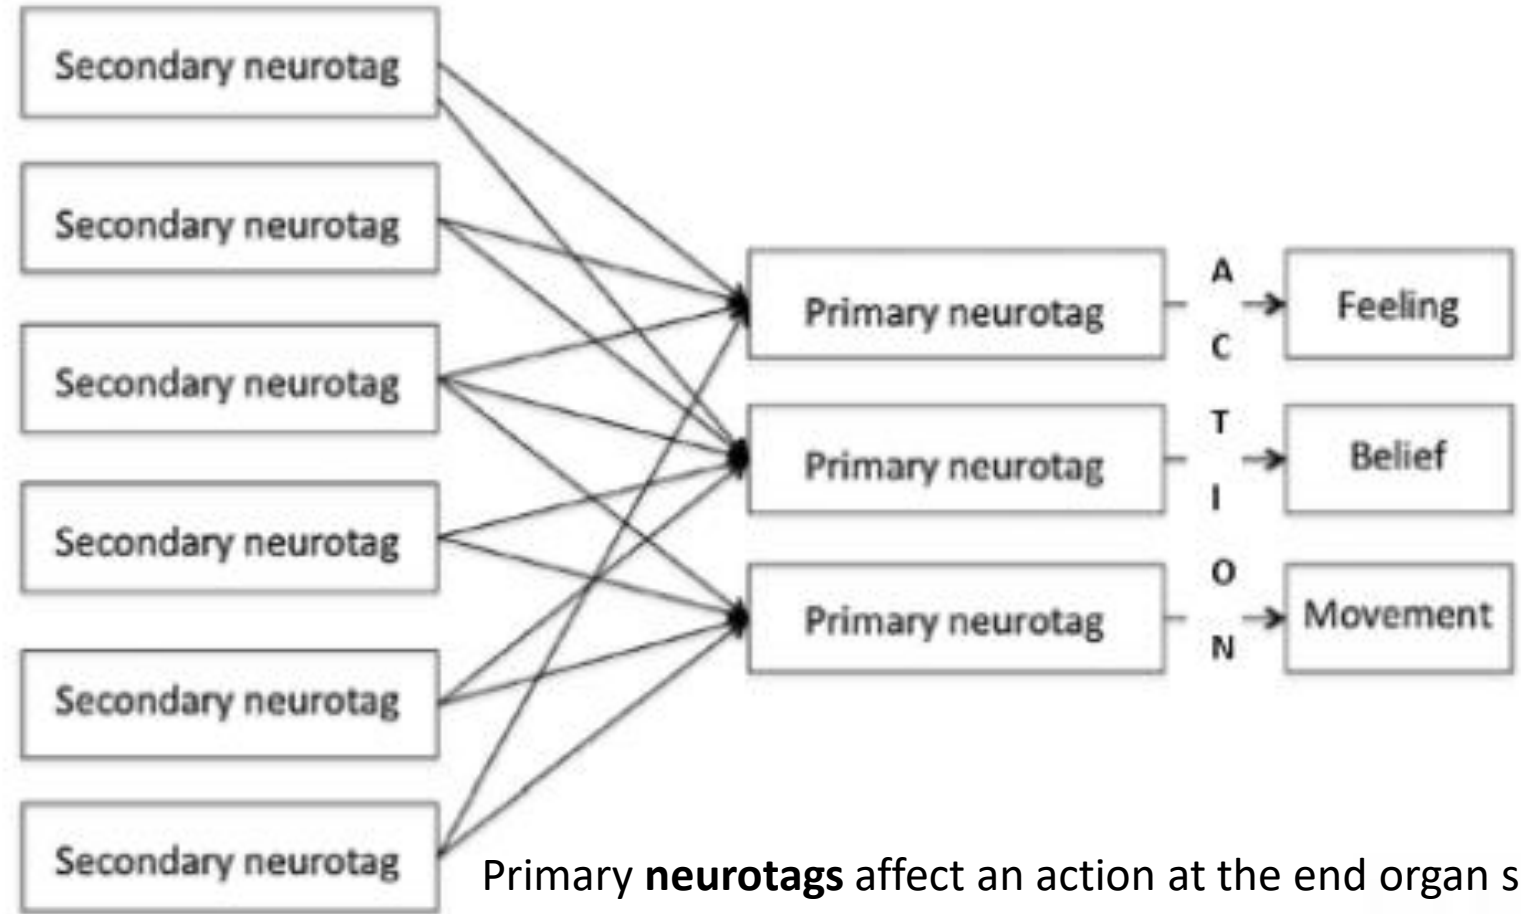 Secondary neurotag
Secondary neurotag
Secondary neurotag
Secondary neurotag
Secondary neurotag
Secondary neurotag
Primary neurotag
Primary neurotag
Primary neurotag
A
C
T
I
O
N
Feeling
Belief
Movement
Primary neurotags affect an action at the end organ s